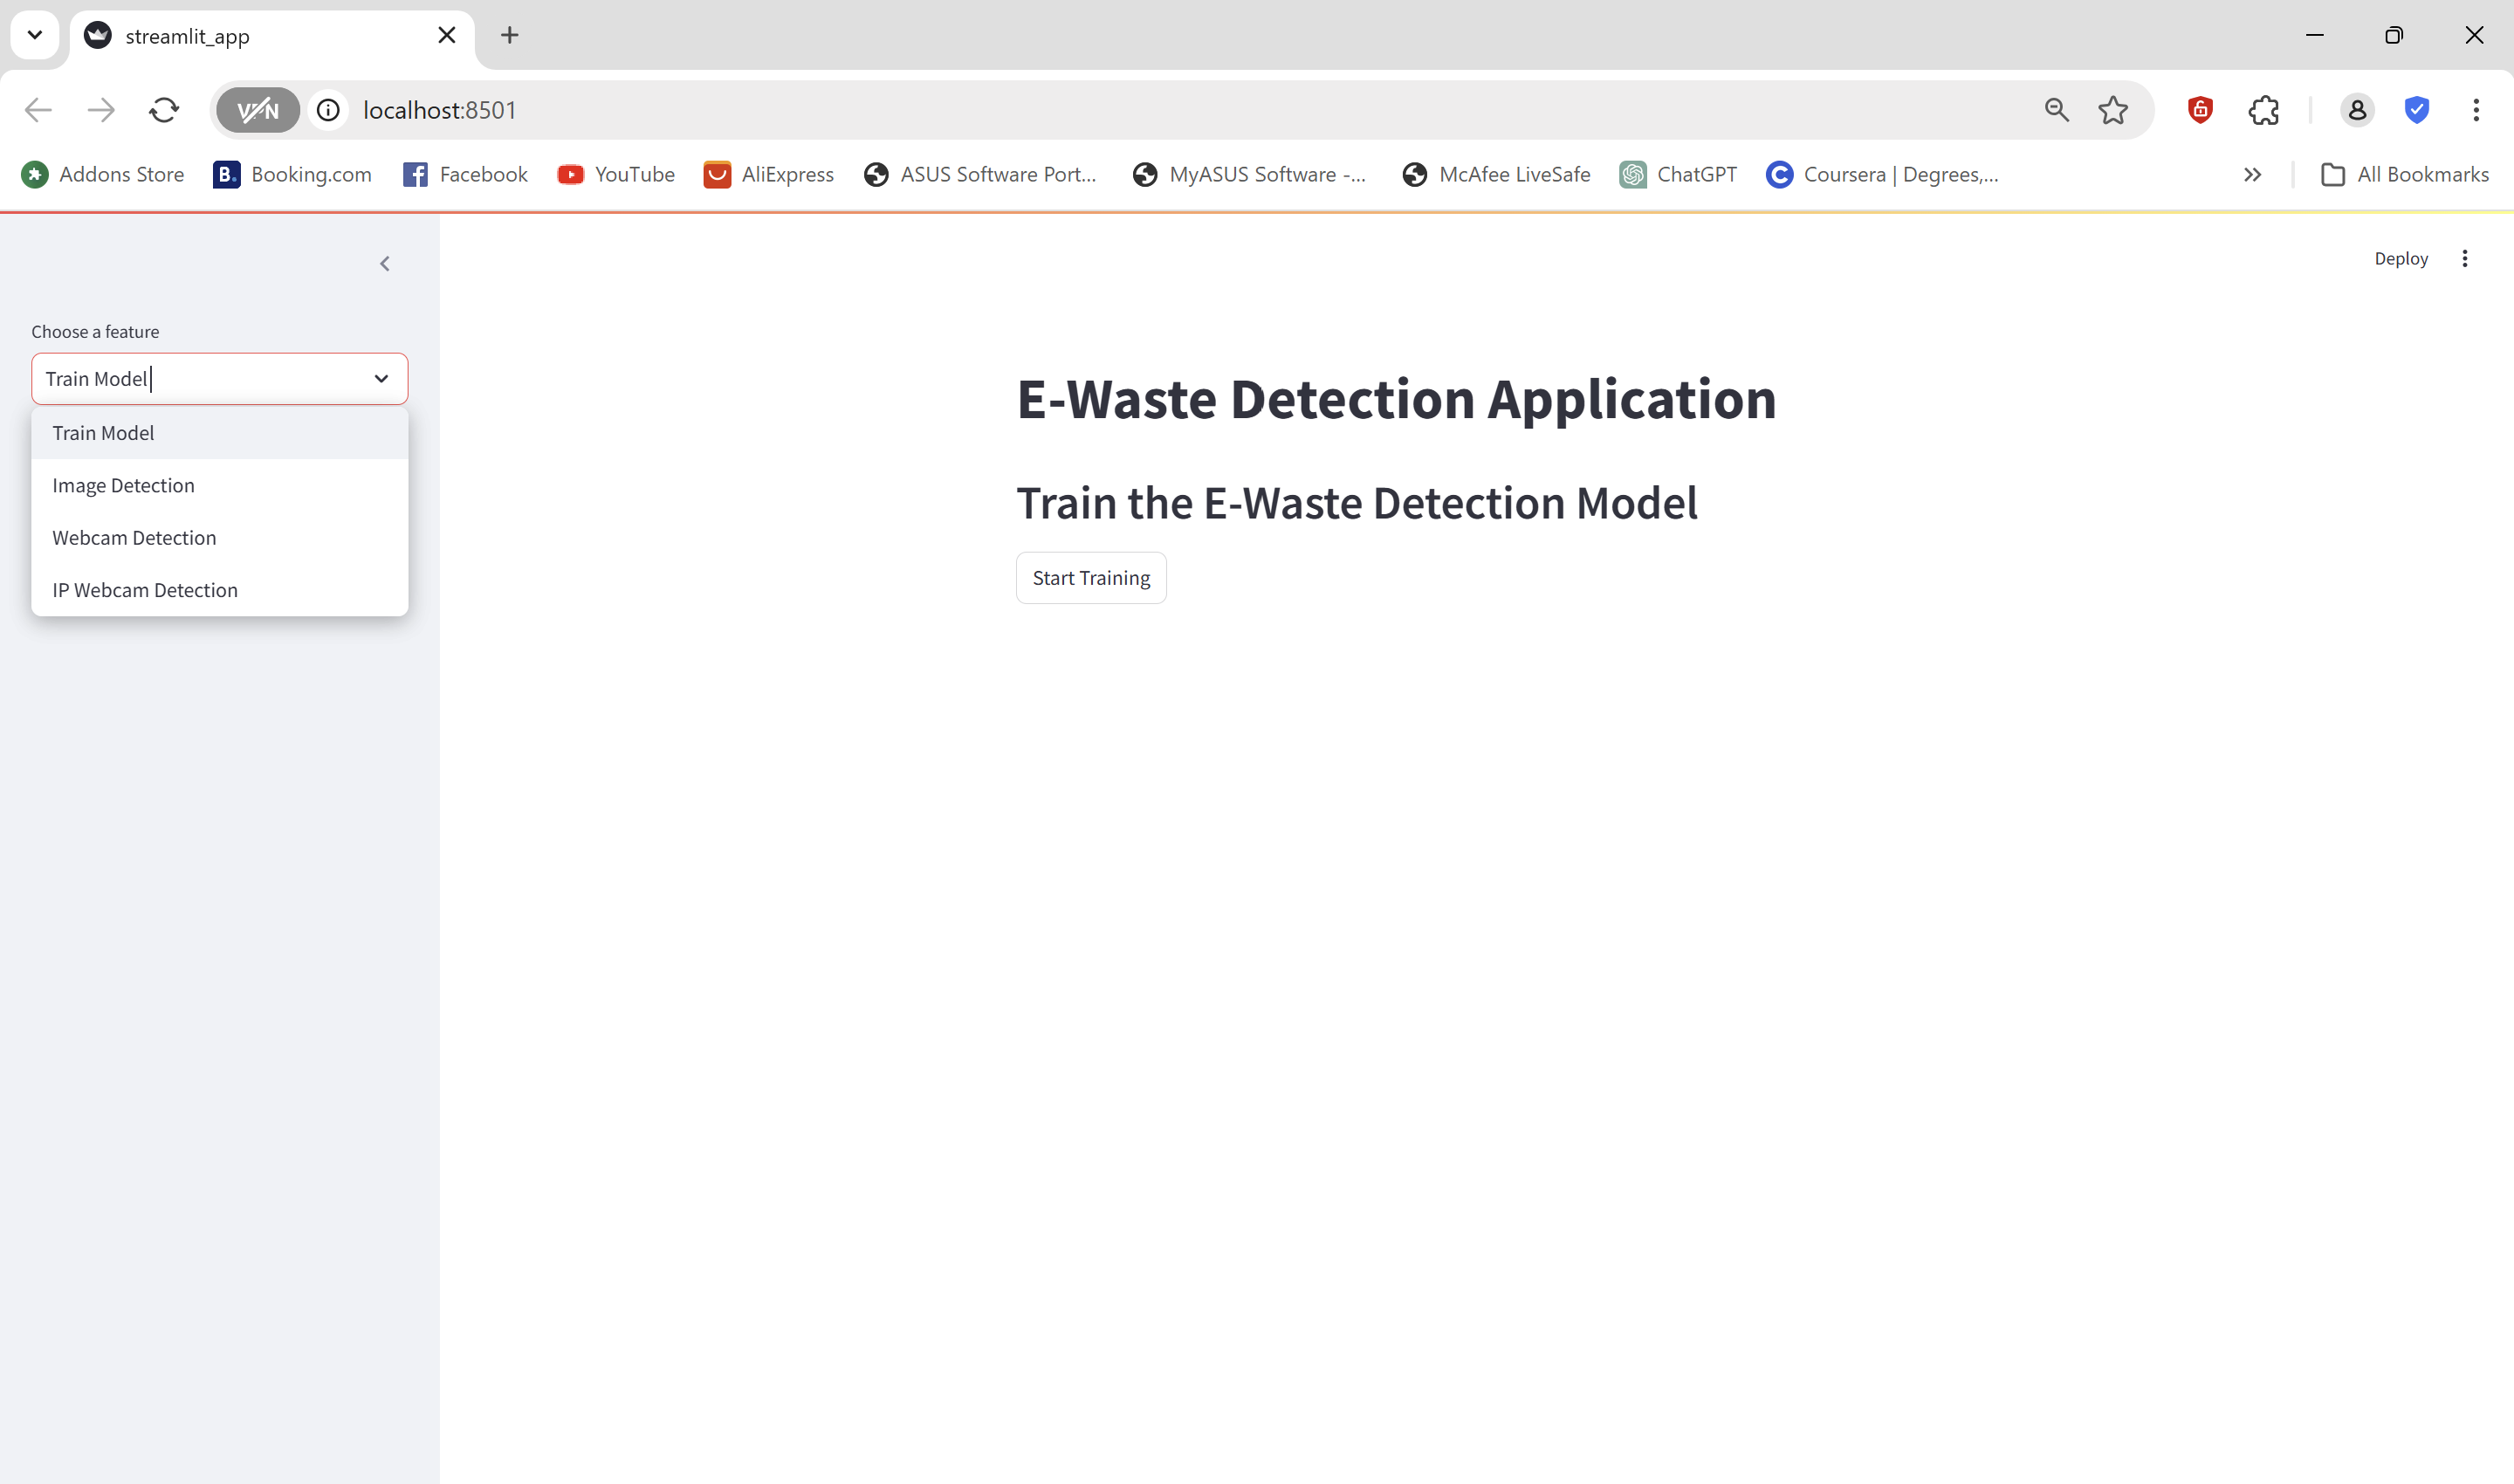 streamlit_app
VPN
localhost:8501
Addons Store
B. Booking.com
Facebook
YouTube
AliExpress
ASUS Software Port...
MyASUS Software -...
McAfee LiveSafe
ChatGPT
Coursera | Degrees,...
All Bookmarks
Deploy
Choose a feature
Train Model
Train Model
Image Detection
Webcam Detection
IP Webcam Detection
E-Waste Detection Application
Train the E-Waste Detection Model
Start Training